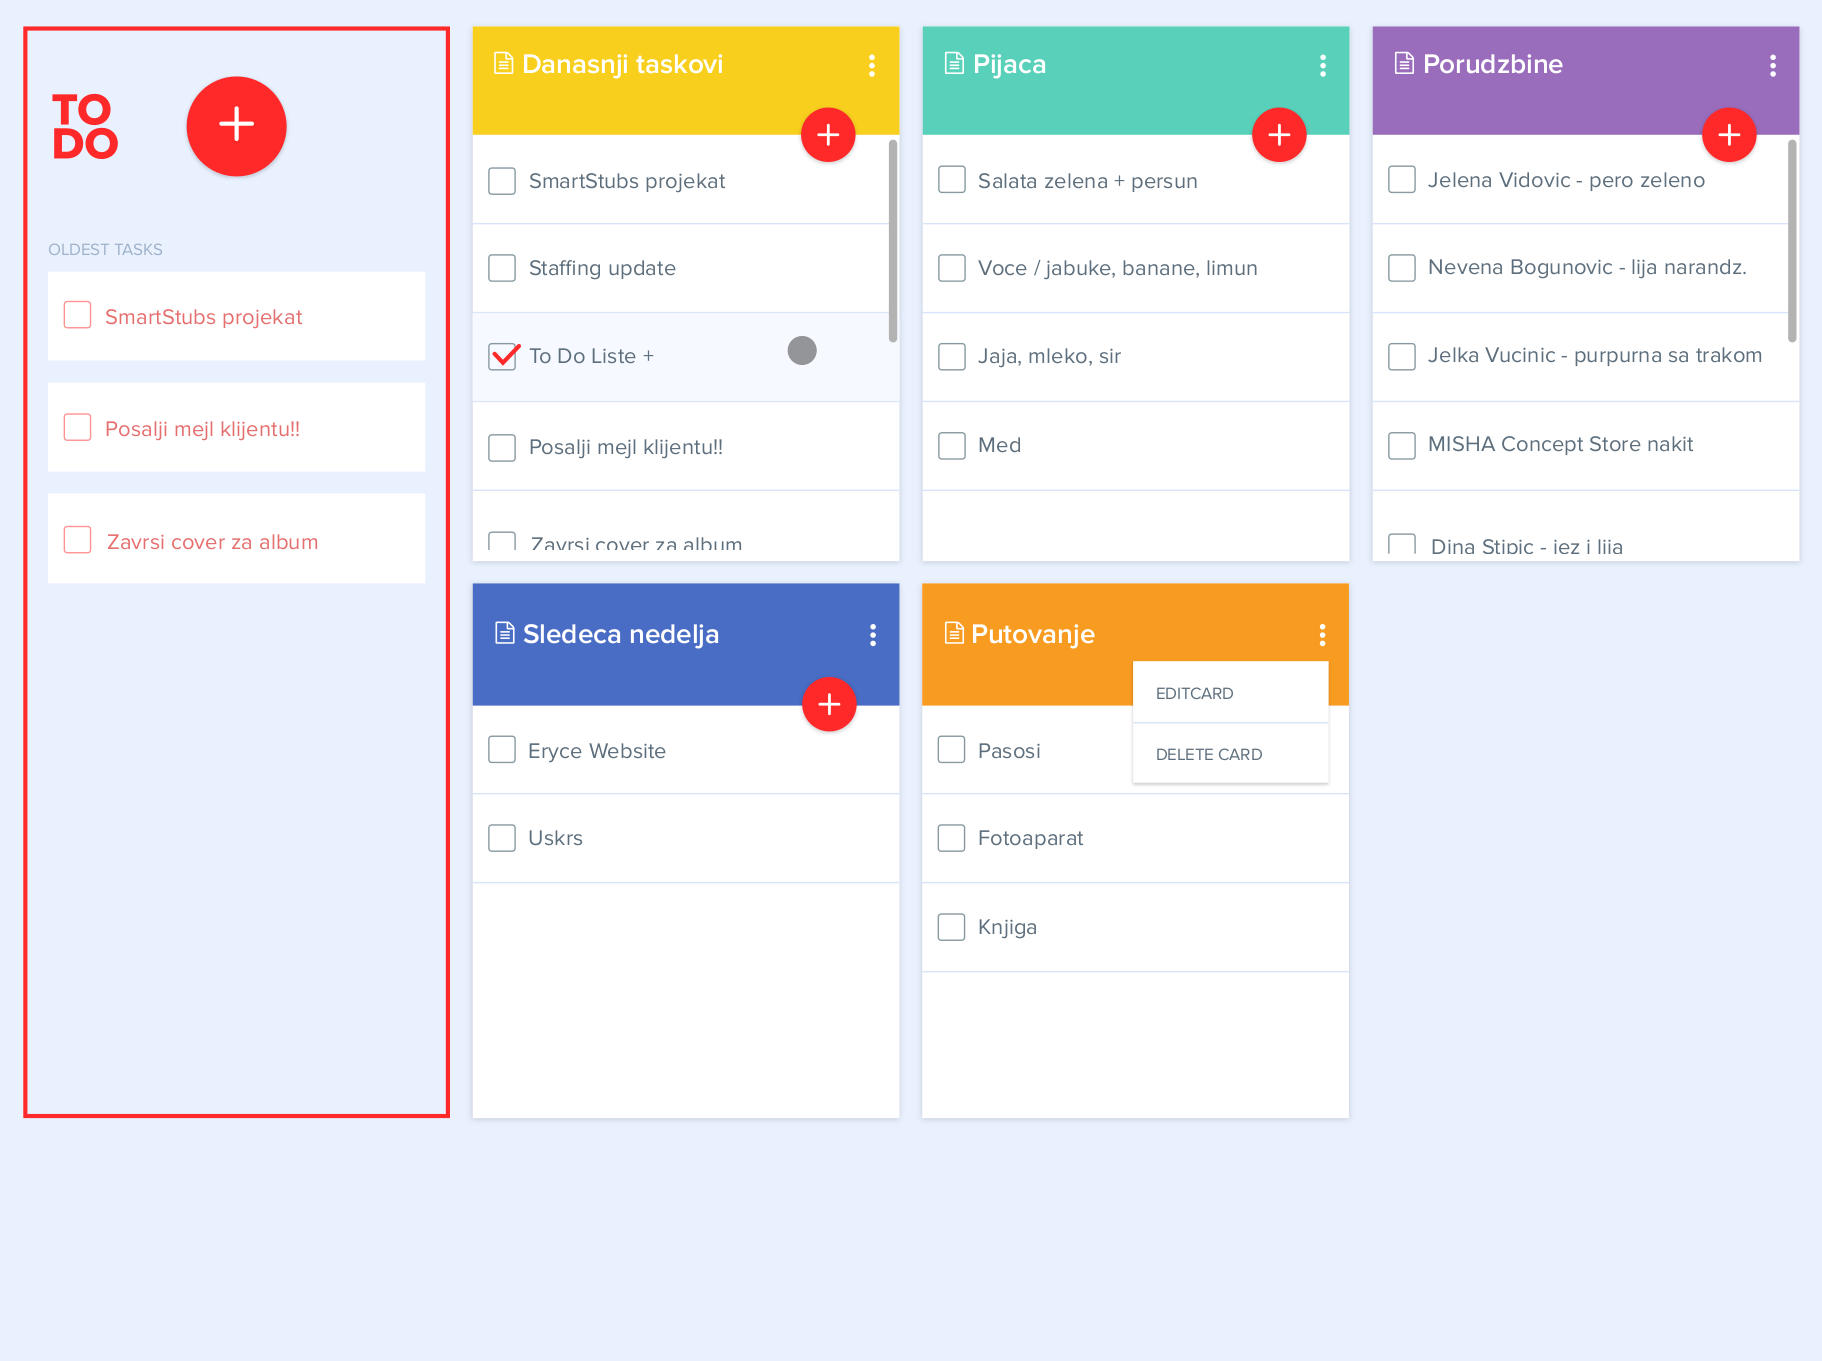 TO
DO
OLDEST TASKS
SmartStubs projekat
Posalji mejl klijentu!!
Zavrsi cover za album
Danasnji taskovi
SmartStubs projekat
Staffing update
To Do Liste +
Posalji mejl klijentu!!
Zavrsi cover za album
Pijaca
Salata zelena + persun
Voce / jabuke, banane, limun
Jaja, mleko, sir
Med
Porudzbine
Jelena Vidovic - pero zeleno
Nevena Bogunovic - lija narandz.
Jelka Vucinic - purpurna sa trakom
MISHA Concept Store nakit
Dina Stipic - jez i lija
Sledeca nedelja
Eryce Website
Uskrs
Putovanje
EDITCARD
DELETE CARD
Pasosi
Fotoaparat
Knjiga